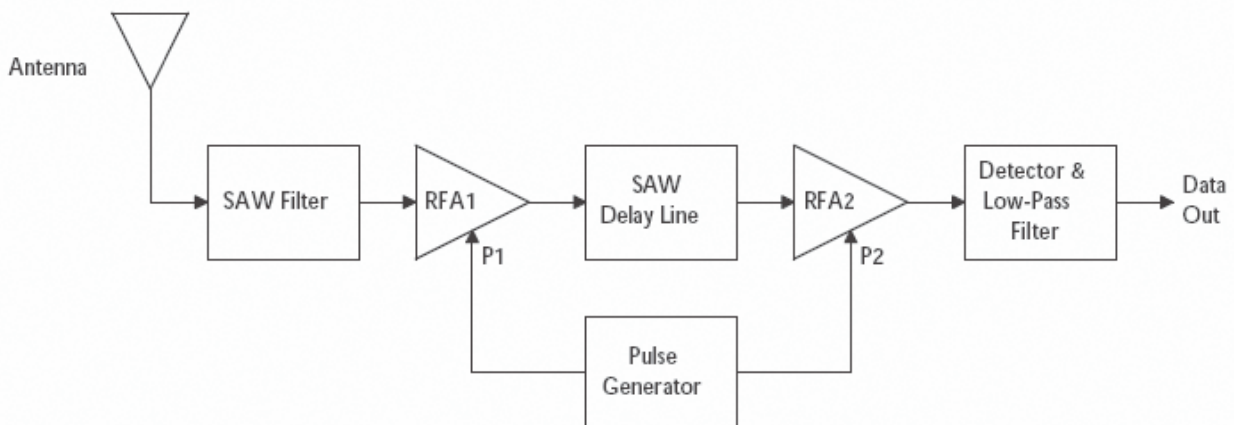 Antenna
SAW Filter
RFA1
P1
SAW
Delay Line
RFA2
P2
Detector &
Low-Pass
Filter
Data
Out
Pulse
Generator